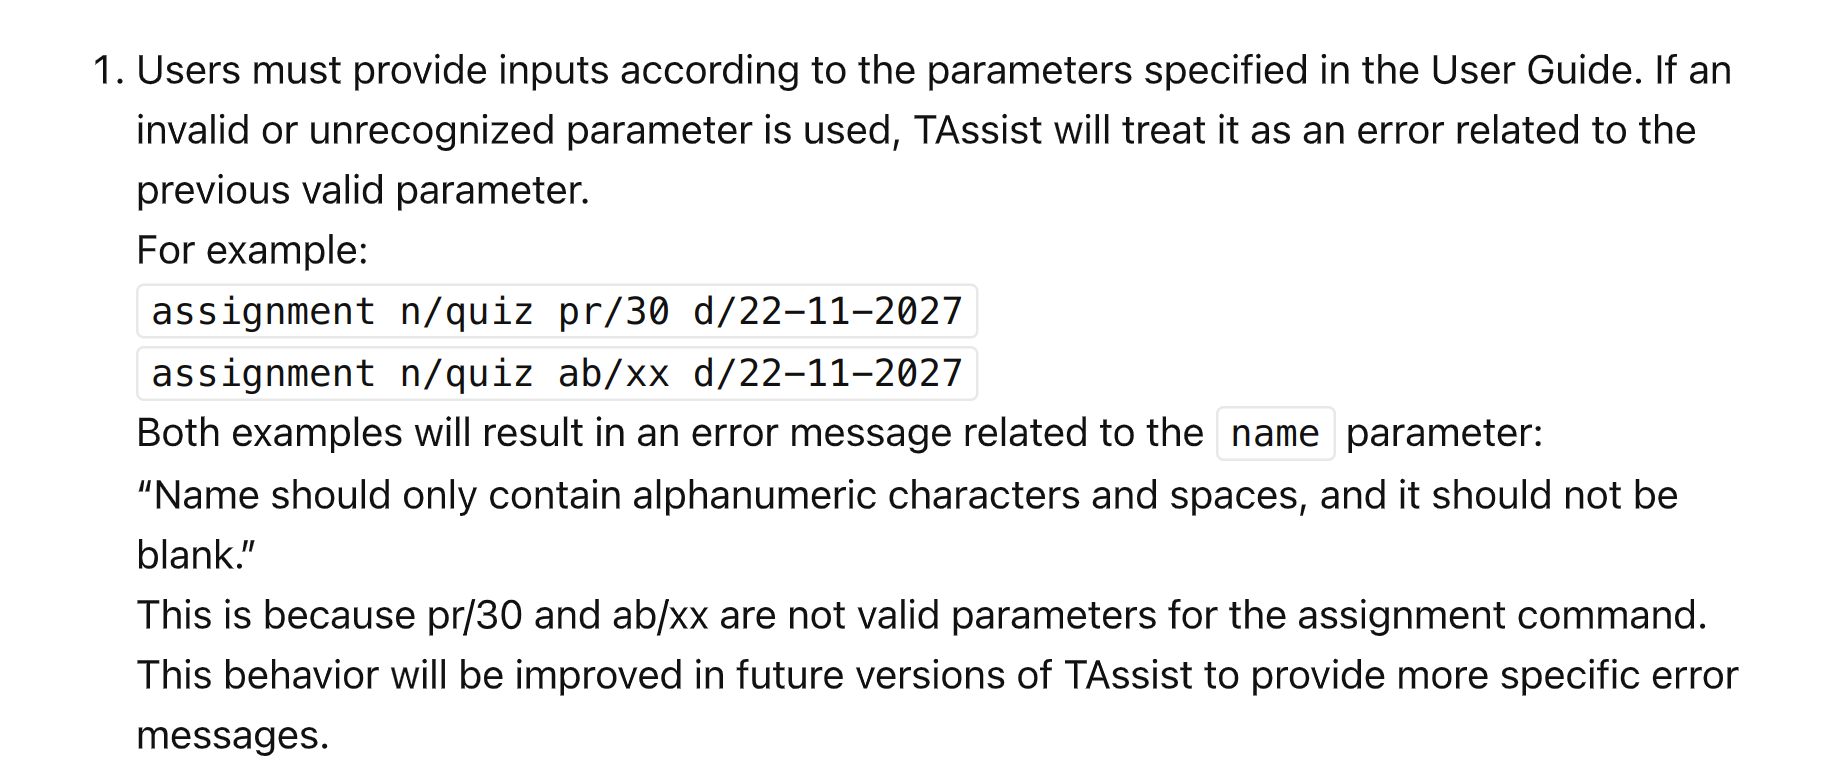 1. Users must provide inputs according to the parameters specified in the User Guide. If an
invalid or unrecognized parameter is used, TAssist will treat it as an error related to the
previous valid parameter.
For example:
assignment n/quiz pr/30 d/22-11-2027
assignment n/quiz ab/xx d/22-11-2027
Both examples will result in an error message related to the name parameter:
“Name should only contain alphanumeric characters and spaces, and it should not be
blank.”
This is because pr/30 and ab/xx are not valid parameters for the assignment command.
This behavior will be improved in future versions of TAssist to provide more specific error
messages.